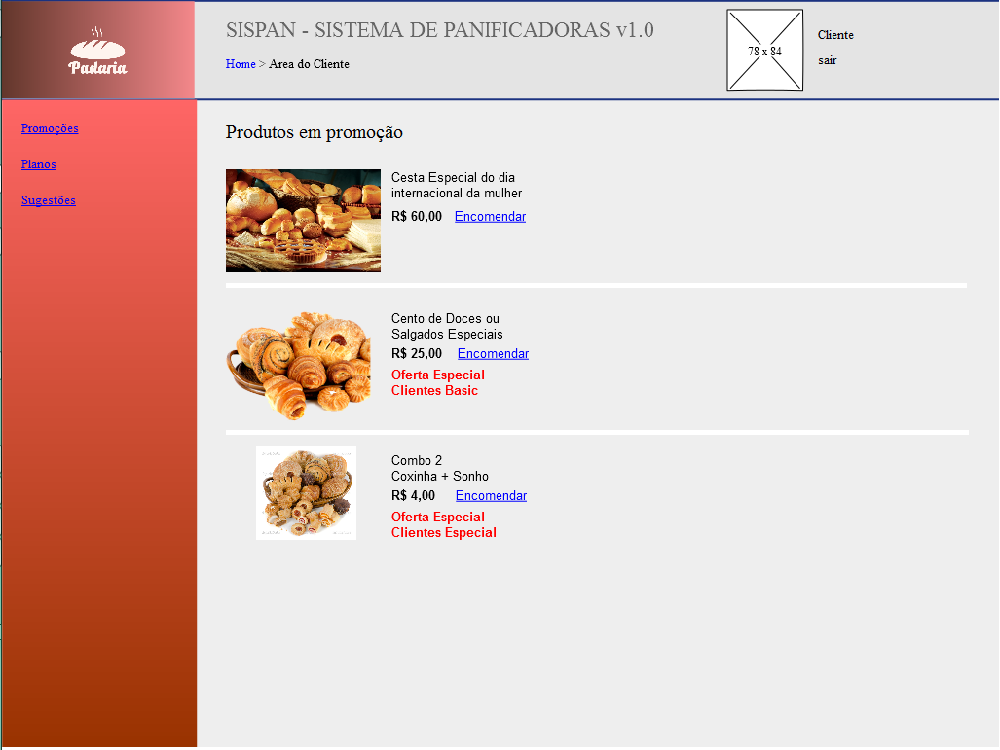 Padaria
SISPAN - SISTEMA DE PANIFICADORAS v1.0
Home > Area do Cliente
78 x 84
Cliente
sair
Promoções
Planos
Sugestões
Produtos em promoção
Cesta Especial do dia
internacional da mulher
R$ 60,00 Encomendar
Cento de Doces ou
Salgados Especiais
R$ 25,00 Encomendar
Oferta Especial
Clientes Basic
Combo 2
Coxinha + Sonho
R$ 4,00 Encomendar
Oferta Especial
Clientes Especial